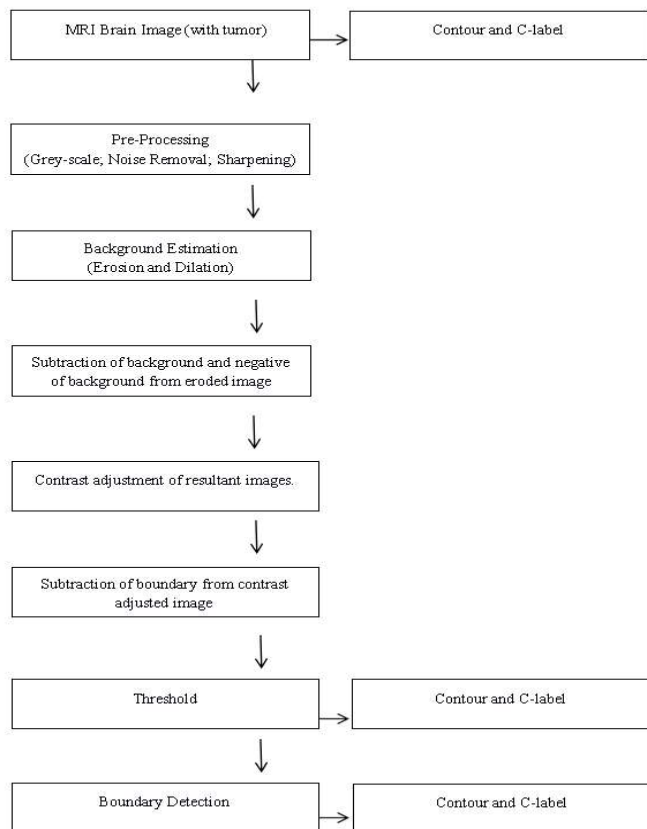 MRI Brain Image (with tumor)
Contour and C-label
Pre-Processing
(Grey-scale; Noise Removal; Sharpening)
Background Estimation
(Erosion and Dilation)
Subtraction of background and negative
of background from eroded image
Contrast adjustment of resultant images.
Subtraction of boundary from contrast
adjusted image
Threshold
Contour and C-label
Boundary Detection
Contour and C-label